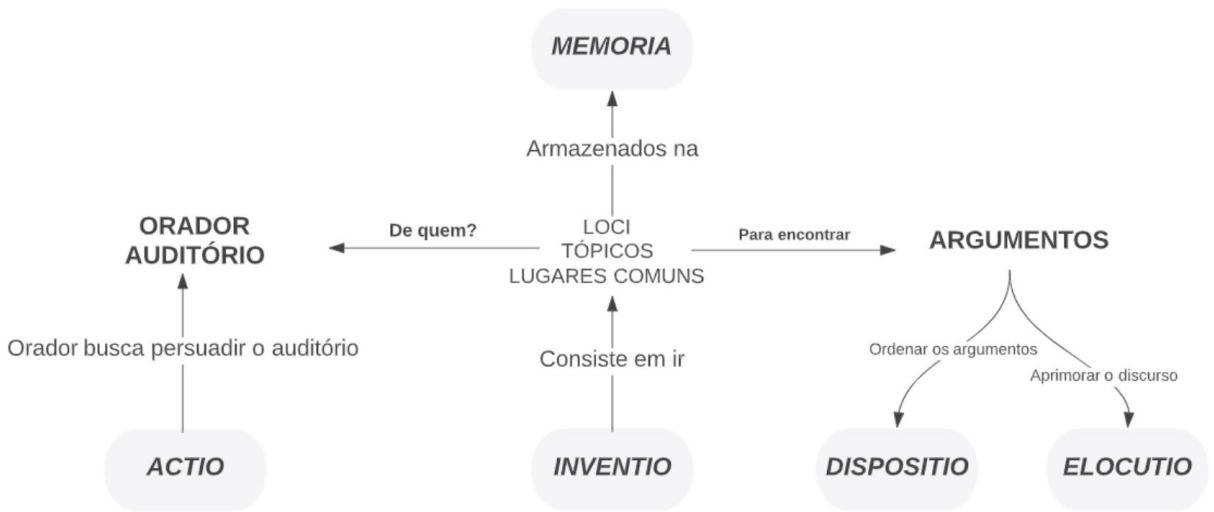 MEMORIA
Armazenados na
ORADOR
AUDITÓRIO
De quem?
LOCI
TÓPICOS
LUGARES COMUNS
Para encontrar
ARGUMENTOS
Orador busca persuadir o auditório
Consiste em ir
Ordenar os argumentos
Aprimorar o discurso
ACTIO
INVENTIO
DISPOSITIO
ELOCUTIO